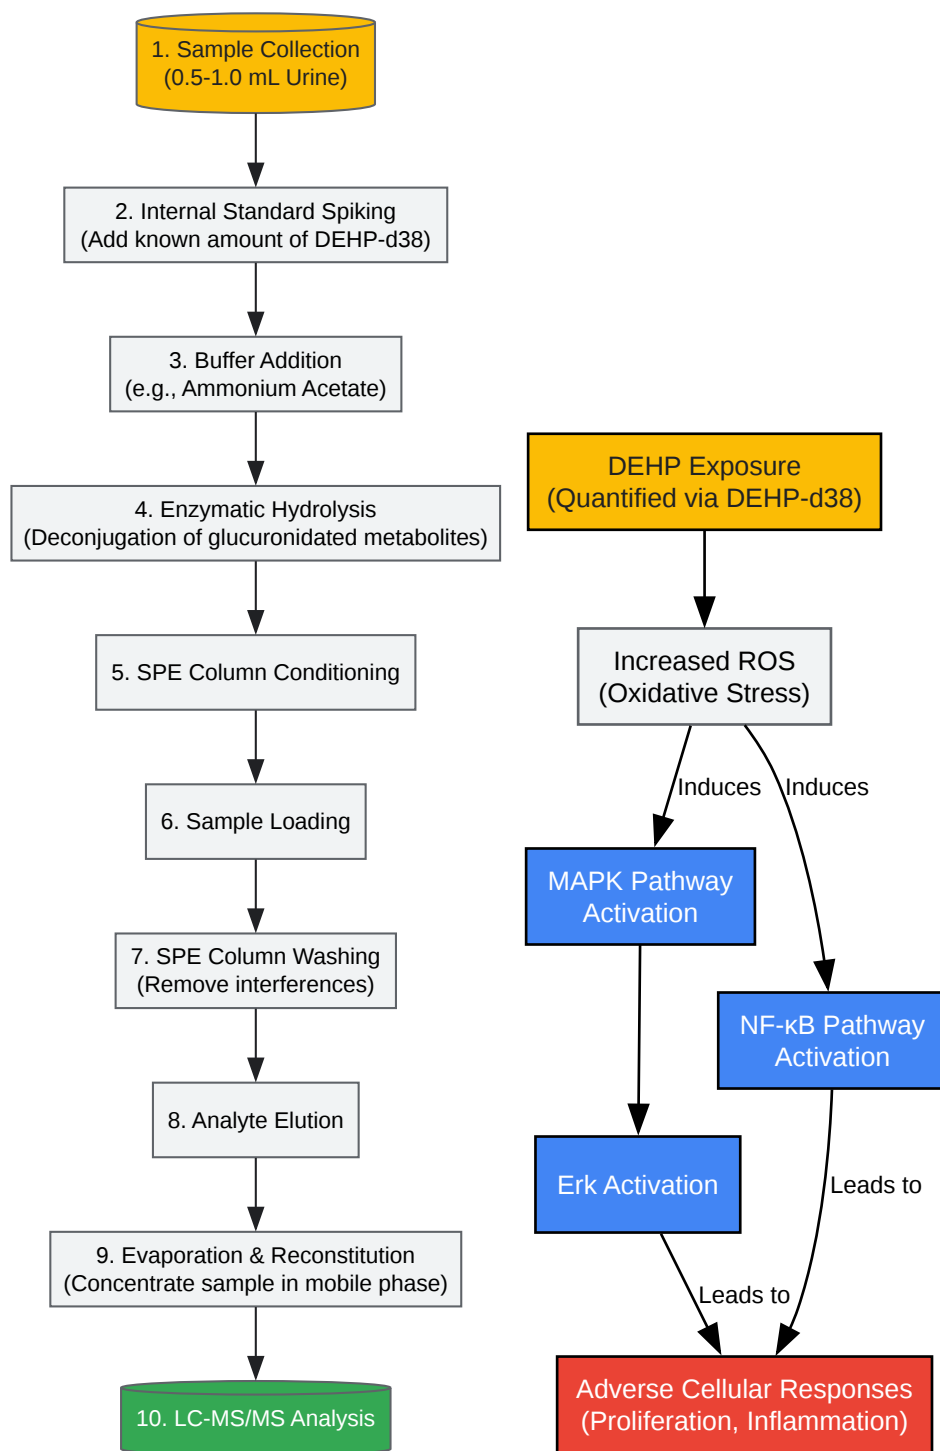 1. Sample Collection
(0.5-1.0 mL Urine)
2. Internal Standard Spiking
(Add known amount of DEHP-d38)
3. Buffer Addition
(e.g., Ammonium Acetate)
4. Enzymatic Hydrolysis
(Deconjugation of glucuronidated metabolites)
5. SPE Column Conditioning
6. Sample Loading
7. SPE Column Washing
(Remove interferences)
8. Analyte Elution
9. Evaporation & Reconstitution
(Concentrate sample in mobile phase)
10. LC-MS/MS Analysis
DEHP Exposure
(Quantified via DEHP-d38)
Increased ROS
(Oxidative Stress)
Induces
Induces
MAPK Pathway
Activation
NF-κB Pathway
Activation
Erk Activation
Leads to
Leads to
Adverse Cellular Responses
(Proliferation, Inflammation)